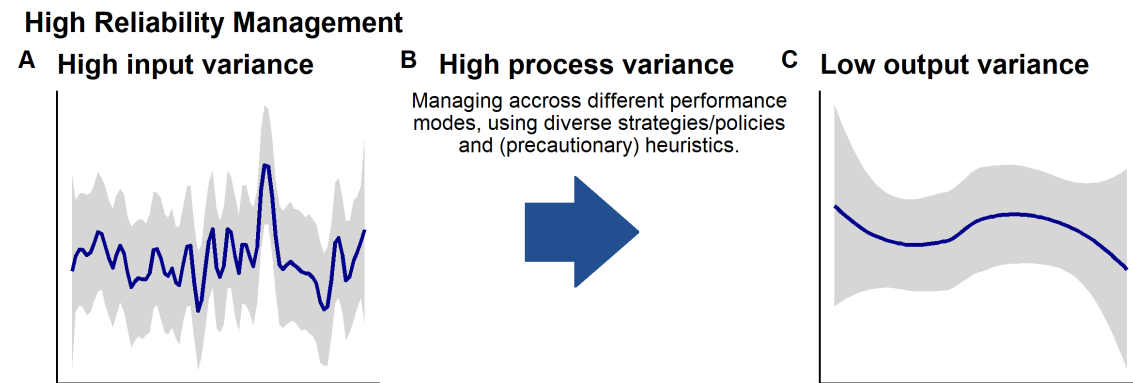 High Reliability Management
A High input variance
B High process variance
Managing accross different performance
modes, using diverse strategies/policies
and (precautionary) heuristics.
C Low output variance